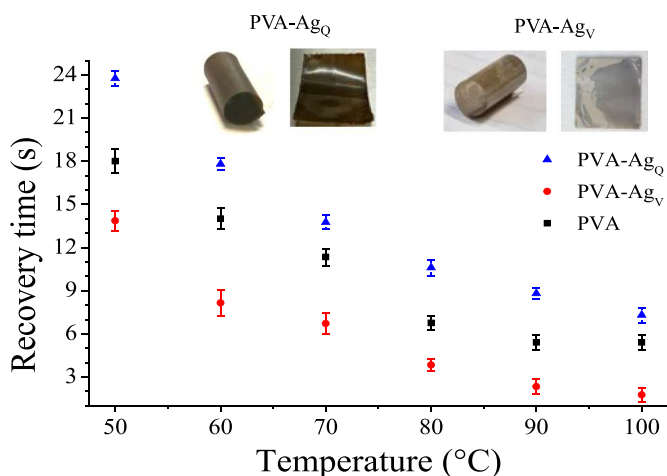 PVA-Ag_Q PVA-Ag_V
24
21
18
15
12
9
6
3
Recovery time (s)
PVA-Ag_Q
PVA-Ag_V
PVA
50 60 70 80 90 100
Temperature (°C)